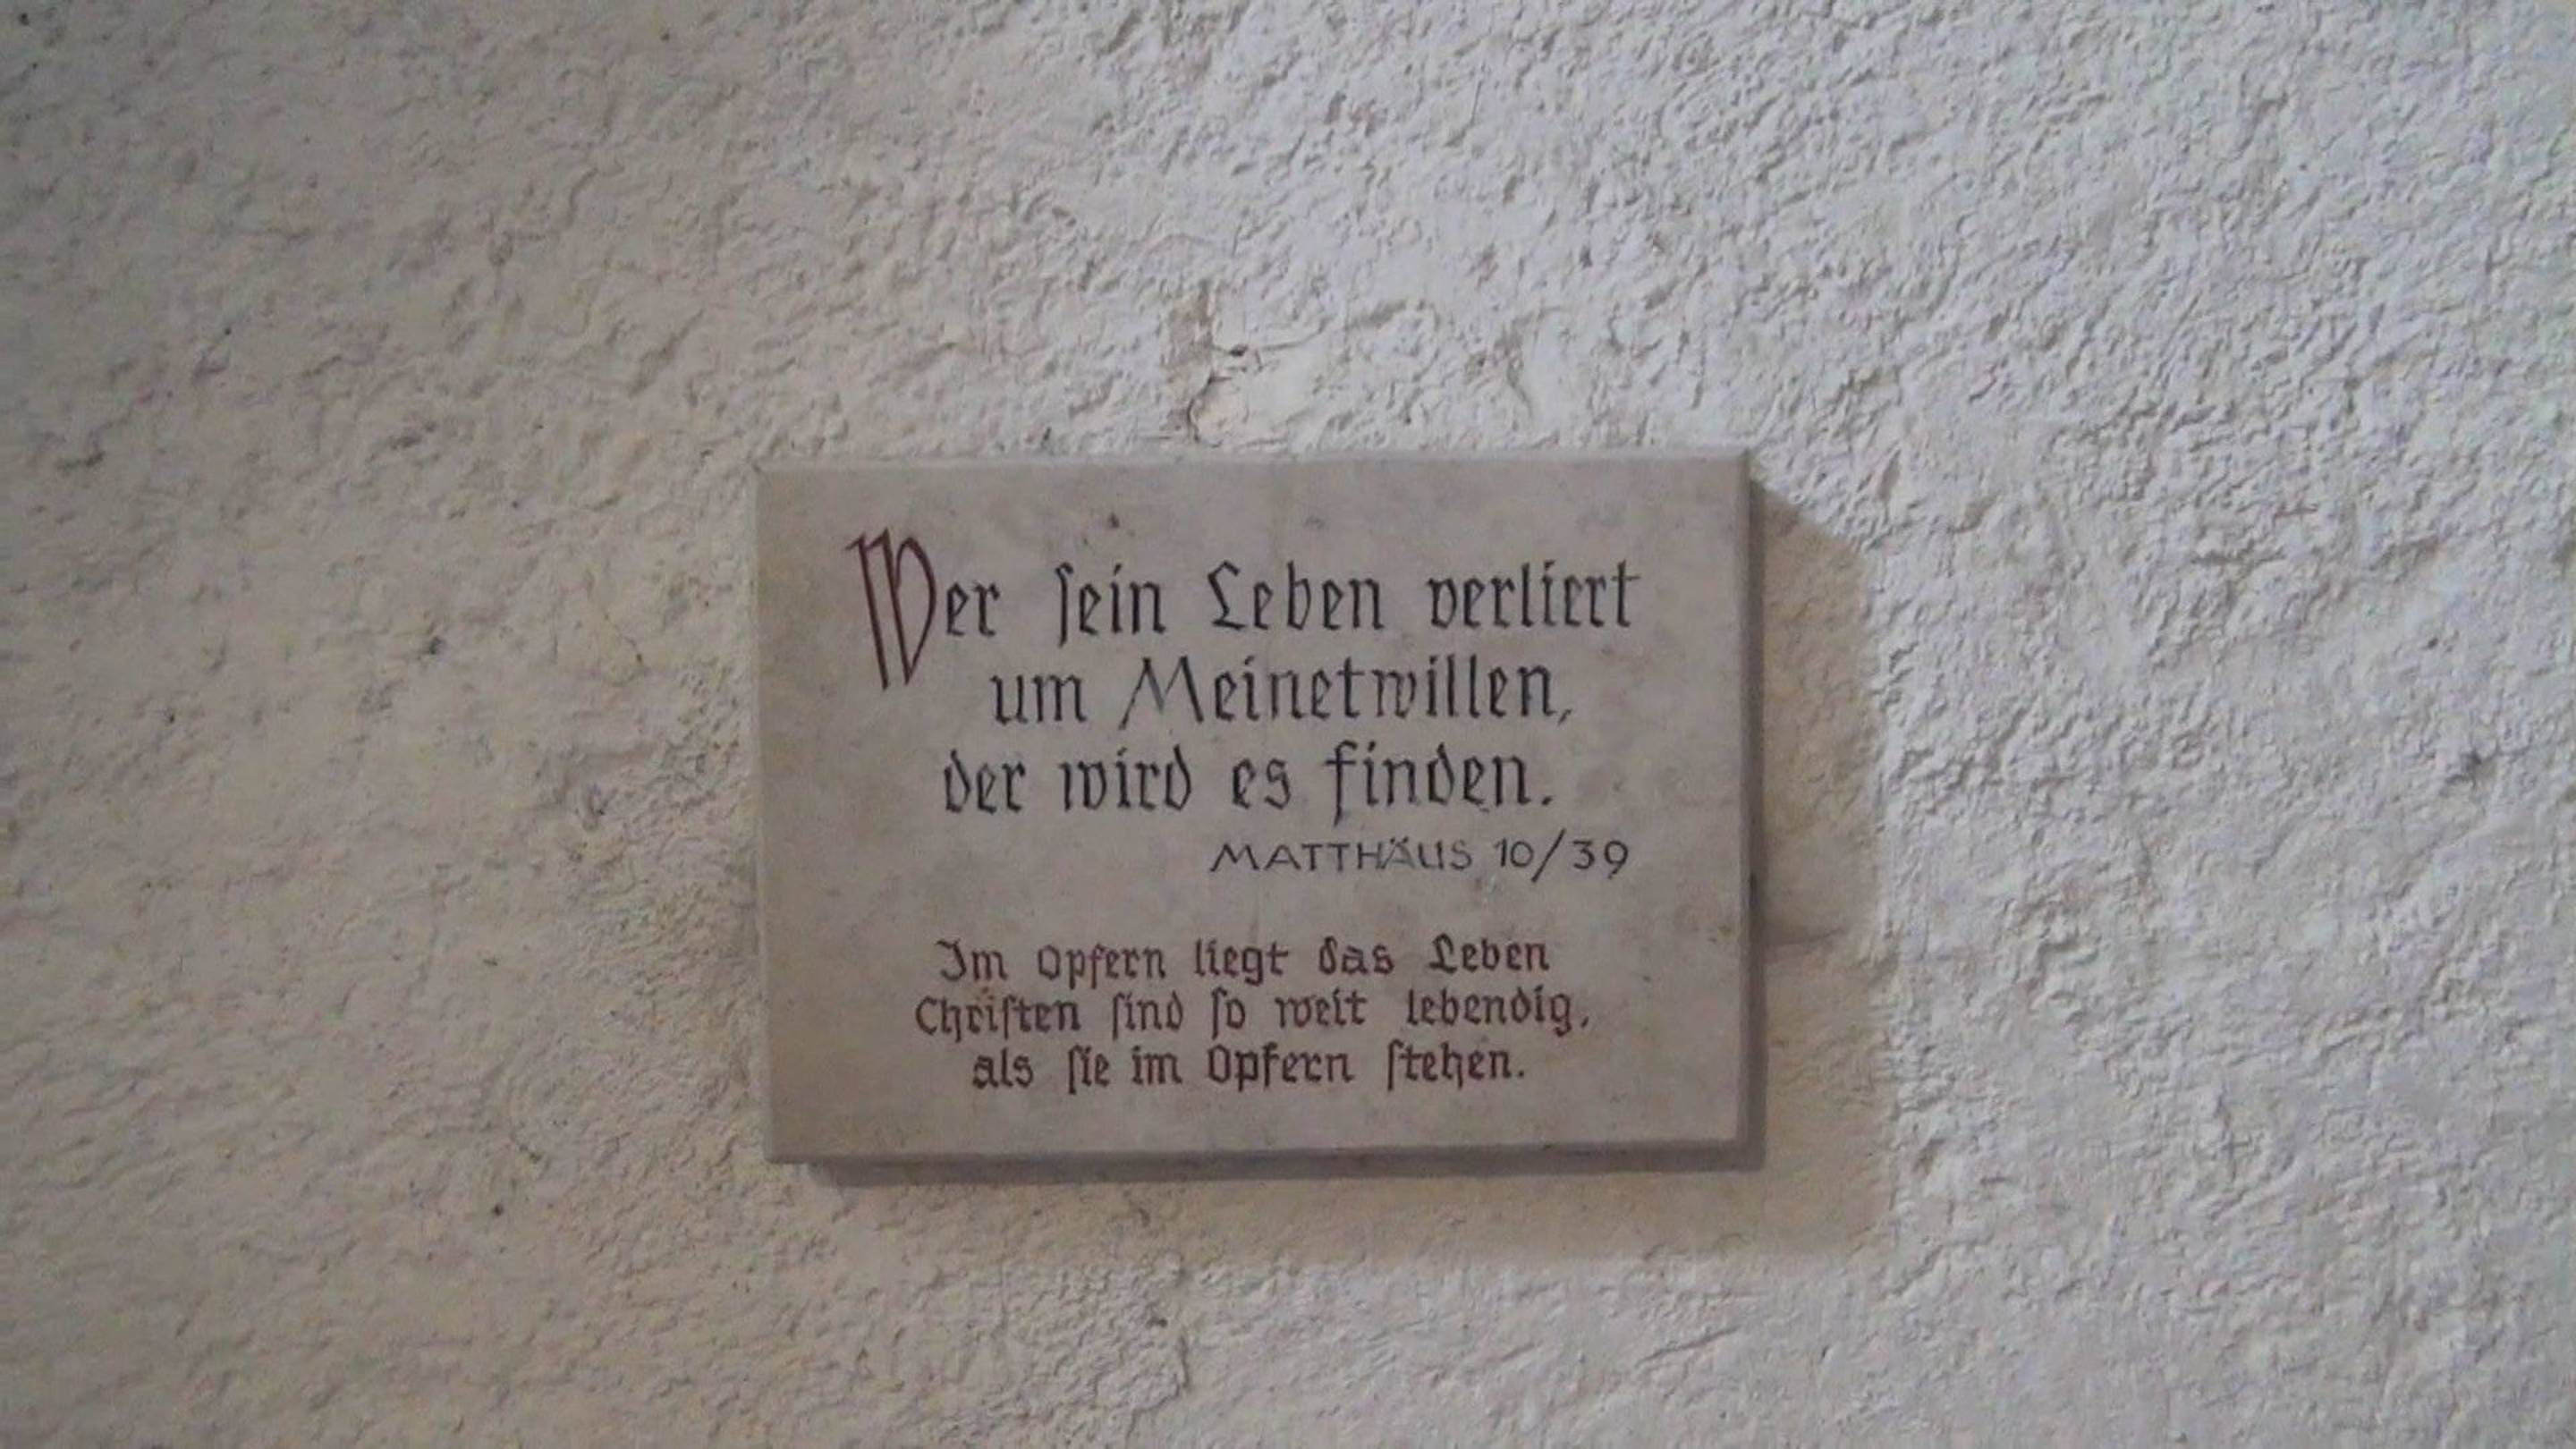 Wer ſein Leben verliert
um Meinetwillen,
der wird es finden.
MATTHÄUS 10/39
Im Opfern liegt das Leben
Chriſten ſind ſo weit lebendig,
als ſie im Opfern ſtehen.